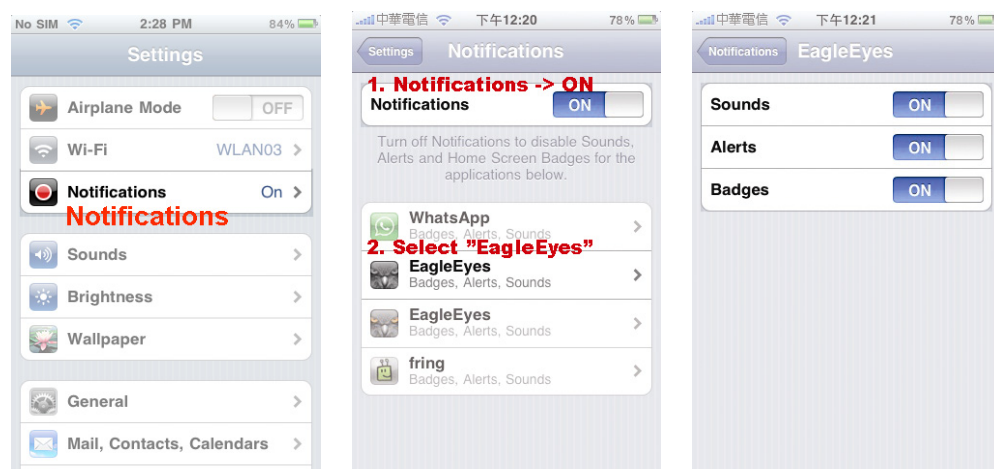 No SIM 2:28 PM 84%
Settings
Airplane Mode OFF
Wi-Fi WLAN03
Notifications On
Notifications
Sounds
Brightness
Wallpaper
General
Mail, Contacts, Calendars
中華電信 下午12:20 78%
Settings Notifications
1. Notifications -> ON
Notifications ON
Turn off Notifications to disable Sounds,
Alerts and Home Screen Badges for the
applications below.
WhatsApp
Badges, Alerts, Sounds
2. Select ”EagleEyes”
EagleEyes
Badges, Alerts, Sounds
EagleEyes
Badges, Alerts, Sounds
fring
Badges, Alerts, Sounds
中華電信 下午12:21 78%
Notifications EagleEyes
Sounds ON
Alerts ON
Badges ON